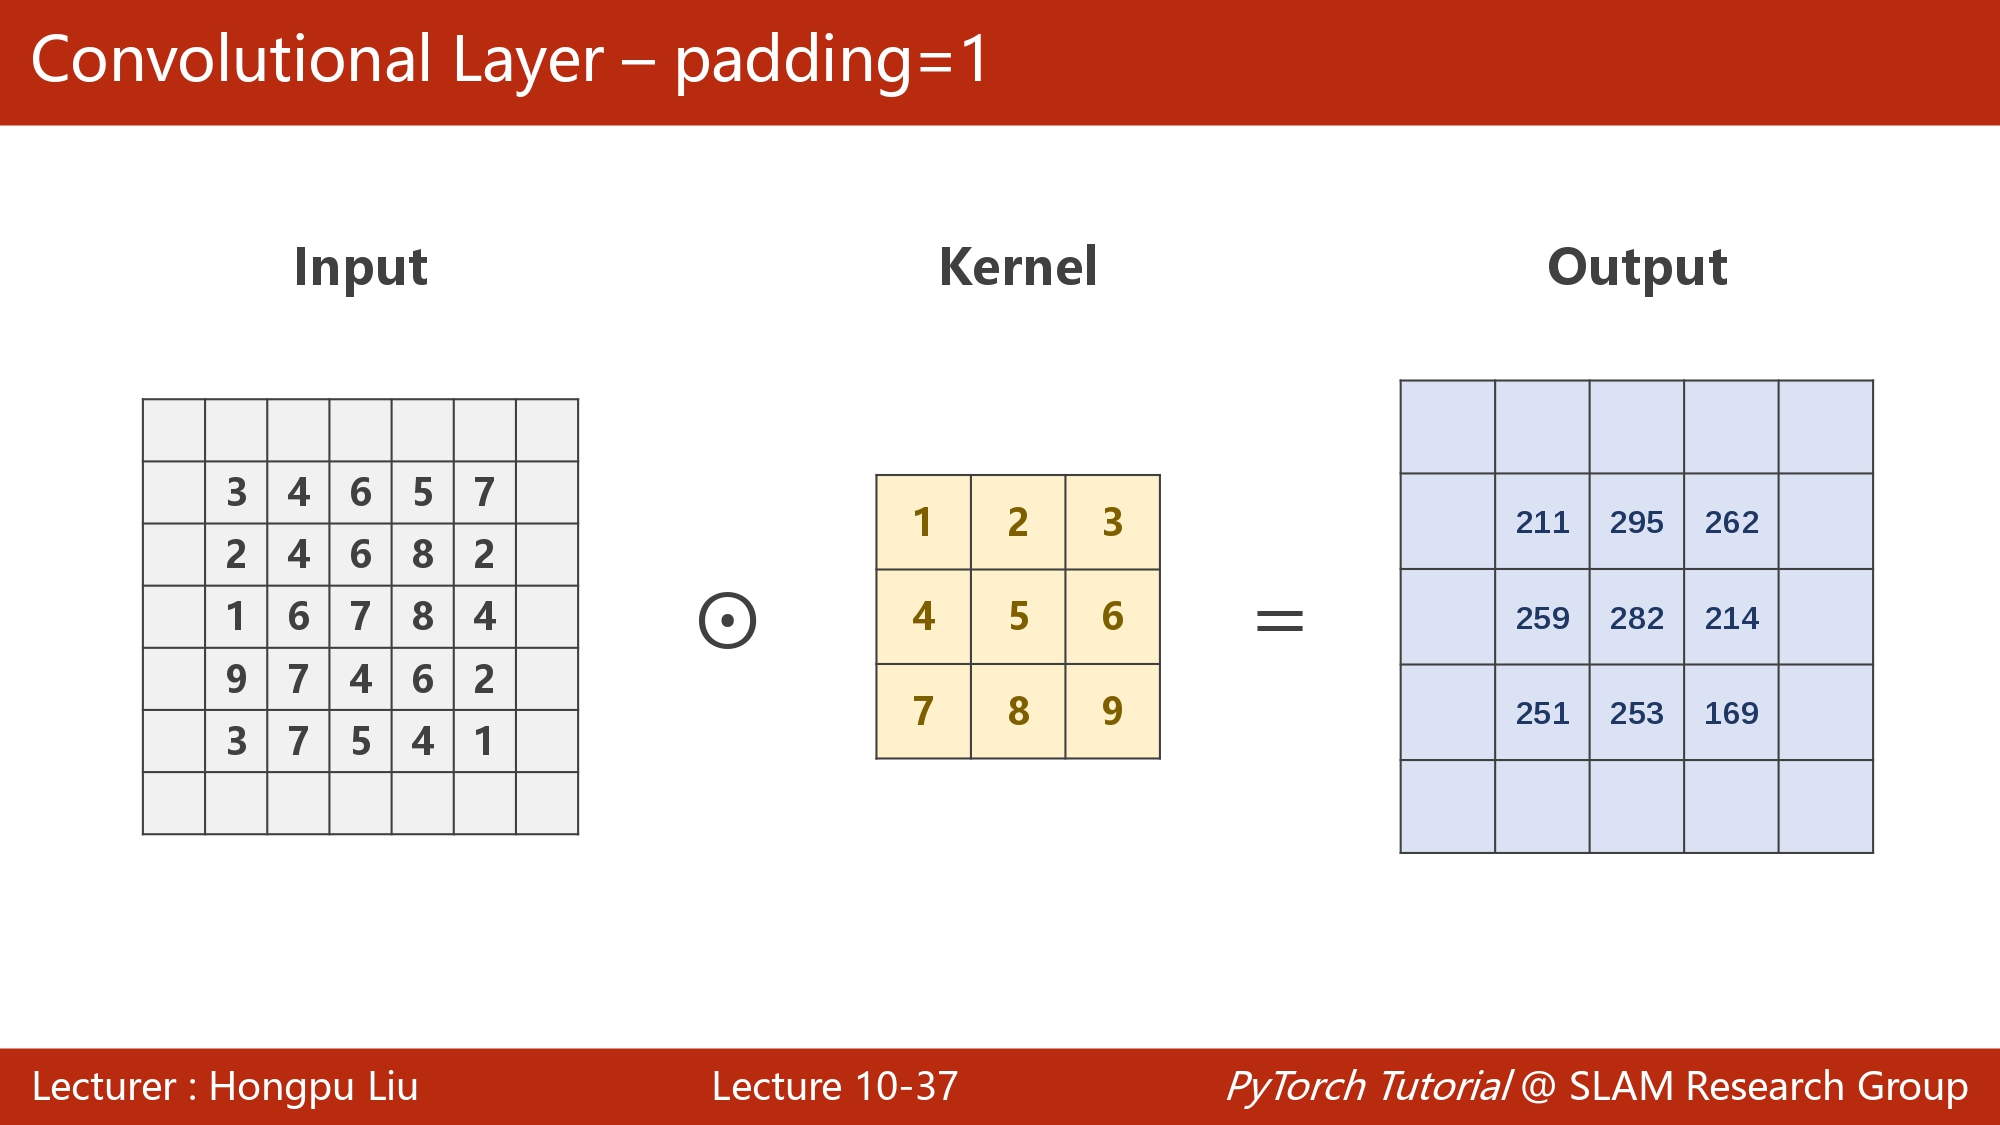 Convolutional Layer – padding=1
Input
Kernel
Output
3 4 6 5 7
2 4 6 8 2
1 6 7 8 4
9 7 4 6 2
3 7 5 4 1
⊙
1 2 3
4 5 6
7 8 9
=
211 295 262
259 282 214
251 253 169
Lecturer : Hongpu Liu
Lecture 10-37
PyTorch Tutorial @ SLAM Research Group